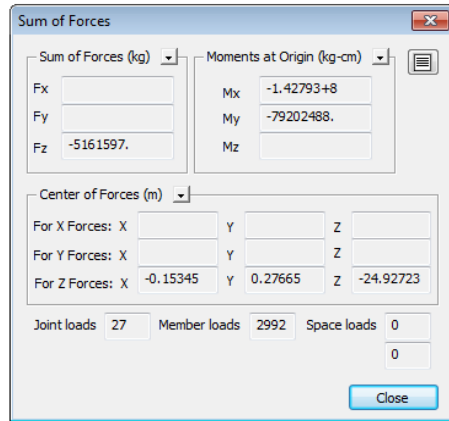 Sum of Forces
Sum of Forces (kg) Moments at Origin (kg-cm)
Fx Mx -1.42793+8
Fy My -79202488.
Fz -5161597. Mz
Center of Forces (m)
For X Forces: X Y Z
For Y Forces: X Y Z
For Z Forces: X -0.15345 Y 0.27665 Z -24.92723
Joint loads 27 Member loads 2992 Space loads 0
0
Close